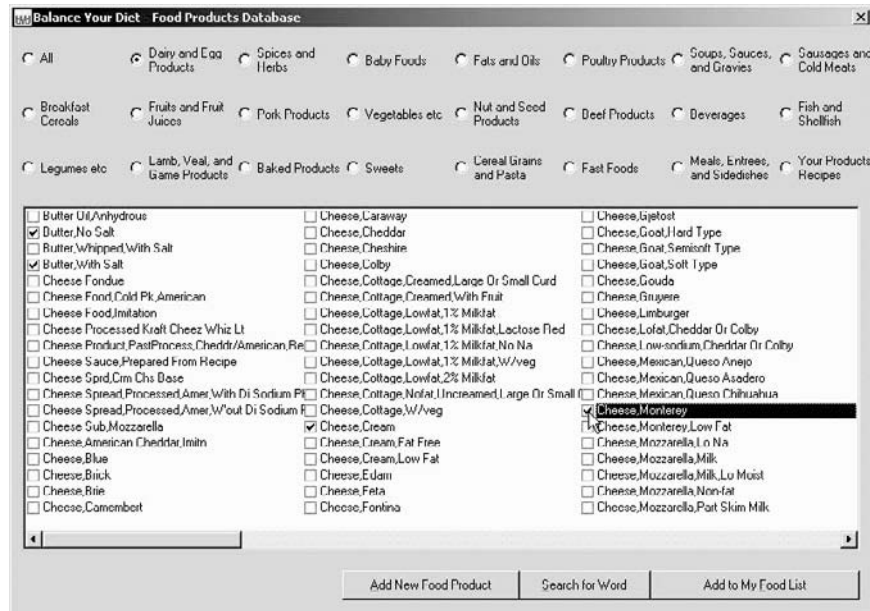 Balance Your Diet - Food Products Database
All
Dairy and Egg
Products
Spices and
Herbs
Baby Foods
Fats and Oils
Poultry Products
Soups, Sauces,
and Gravies
Sausages and
Cold Meats
Breakfast
Cereals
Fruits and Fruit
Juices
Pork Products
Vegetables etc
Nut and Seed
Products
Beef Products
Beverages
Fish and
Shellfish
Legumes etc
Lamb, Veal, and
Game Products
Baked Products
Sweets
Cereal Grains
and Pasta
Fast Foods
Meals, Entrees,
and Sidedishes
Your Products
Recipes
Butter Oil,Anhydrous
Butter,No Salt
Butter,Whipped,With Salt
Butter,With Salt
Cheese Fondue
Cheese Food,Cold Pk,American
Cheese Food,Imitation
Cheese Processed Kraft Cheez Whiz Lt
Cheese Product,PastProcess,Cheddr/American,Re
Cheese Sauce,Prepared From Recipe
Cheese Sprd,Crm Chs Base
Cheese Spread,Processed,Amer,With Di Sodium P
Cheese Spread,Processed,Amer,W'out Di Sodium P
Cheese Sub,Mozzarella
Cheese,American Cheddar,Imitn
Cheese,Blue
Cheese,Brick
Cheese,Brie
Cheese,Camembert
Cheese,Caraway
Cheese,Cheddar
Cheese,Cheshire
Cheese,Colby
Cheese,Cottage,Creamed,Large Or Small Curd
Cheese,Cottage,Creamed,With Fruit
Cheese,Cottage,Lowfat,1% Milkfat
Cheese,Cottage,Lowfat,1% Milkfat,Lactose Red
Cheese,Cottage,Lowfat,1% Milkfat,No Na
Cheese,Cottage,Lowfat,1% Milkfat,W/veg
Cheese,Cottage,Lowfat,2% Milkfat
Cheese,Cottage,Nofat,Uncreamed,Large Or Small
Cheese,Cottage,W/veg
Cheese,Cream
Cheese,Cream,Fat Free
Cheese,Cream,Low Fat
Cheese,Edam
Cheese,Feta
Cheese,Fontina
Cheese,Gjetost
Cheese,Goat,Hard Type
Cheese,Goat,Semisoft Type
Cheese,Goat,Soft Type
Cheese,Gouda
Cheese,Gruyere
Cheese,Limburger
Cheese,Lofat,Cheddar Or Colby
Cheese,Low-sodium,Cheddar Or Colby
Cheese,Mexican,Queso Anejo
Cheese,Mexican,Queso Asadero
Cheese,Mexican,Queso Chihuahua
Cheese,Monterey
Cheese,Monterey,Low Fat
Cheese,Mozzarella,Lo Na
Cheese,Mozzarella,Milk
Cheese,Mozzarella,Milk,Lo Moist
Cheese,Mozzarella,Non-fat
Cheese,Mozzarella,Part Skim Milk
Add New Food Product
Search for Word
Add to My Food List